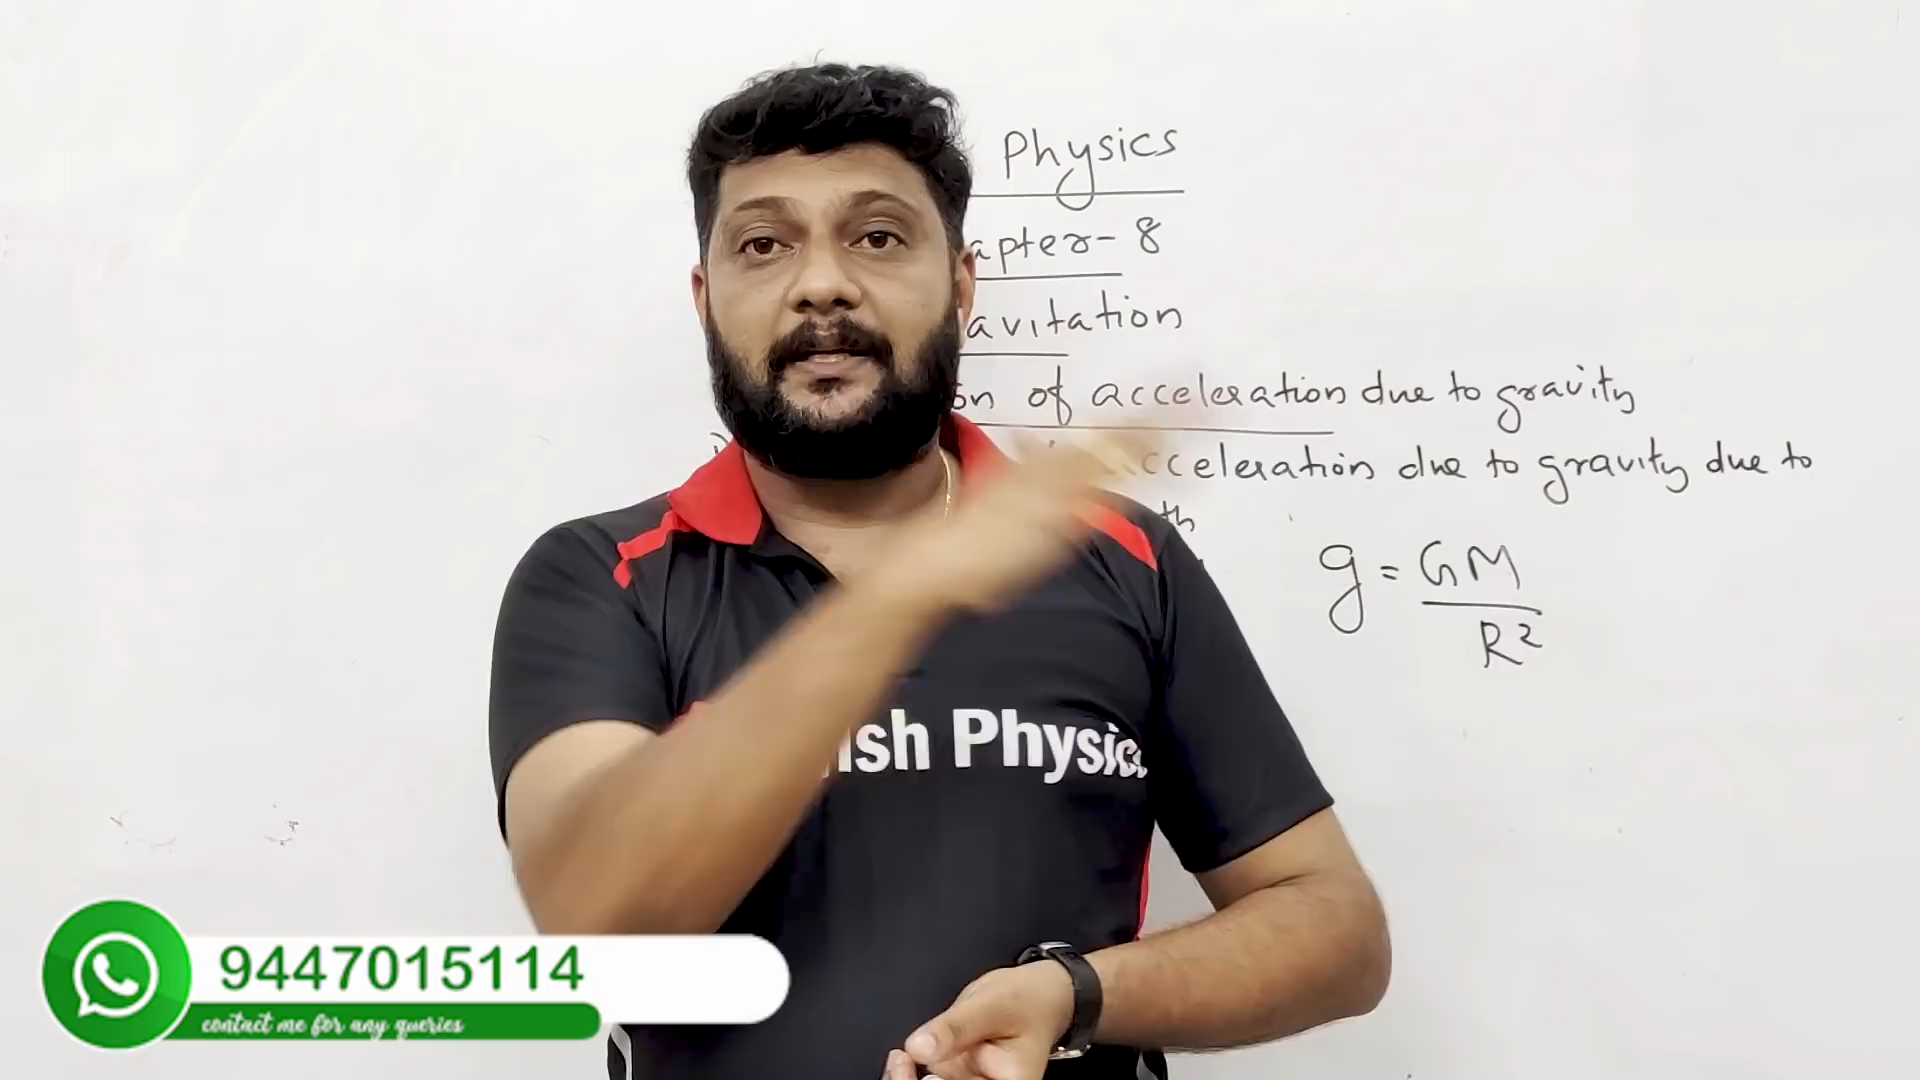 Physics
apter-8
avitation
on of acceleration due to gravity
cceleration due to gravity due to
th
g = GM
R²
ish Physics
9447015114
contact me for any queries